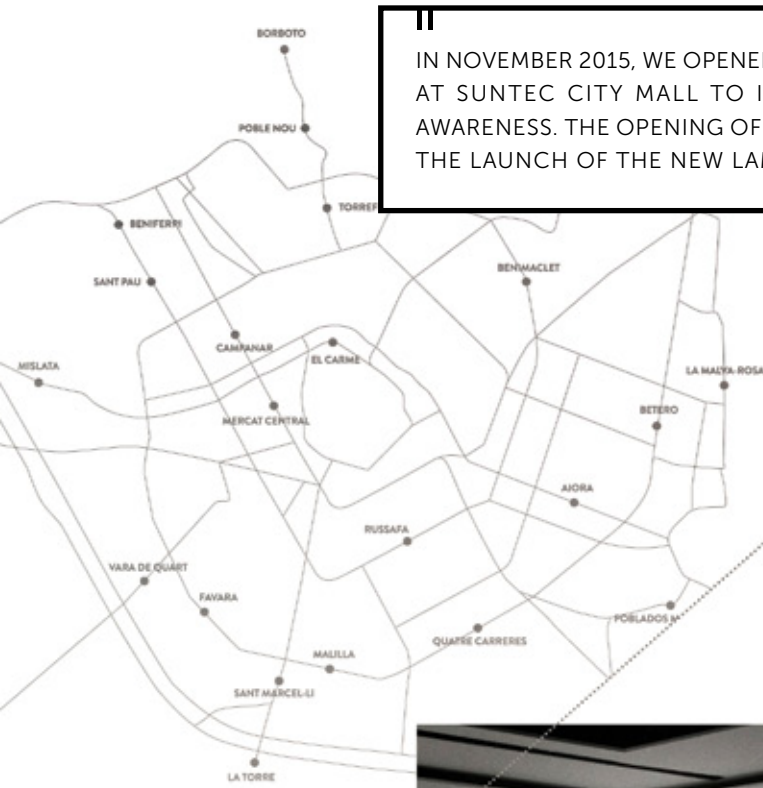 BORBOTO
IN NOVEMBER 2015, WE OPENE
AT SUNTEC CITY MALL TO I
AWARENESS. THE OPENING OF
THE LAUNCH OF THE NEW LA
POBLE NOU
TORREF
BENIFERRI
BENIMACLET
SANT PAU
CAMPANAR
EL CARME
MISLATA
LA MALVA-ROSA
MERCAT CENTRAL
BETERO
AIORA
RUSSAFA
VARA DE QUART
FAVARA
POBLADOS
QUATRE CARRERES
MALILLA
SANT MARCEL-LI
LA TORRE